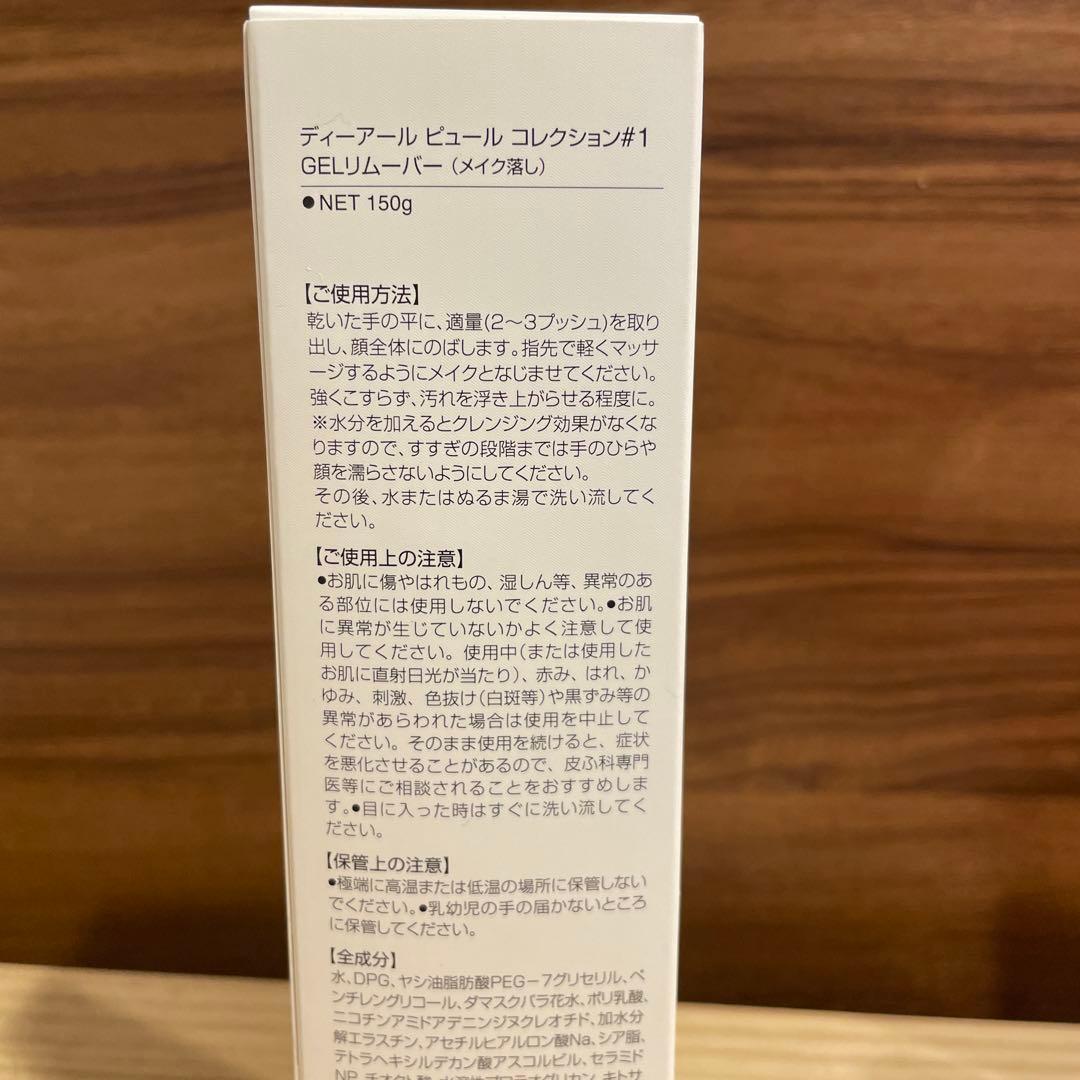 ディーアール ピュール コレクション#1
GELリムーバー（メイク落し）
●NET 150g
【ご使用方法】
乾いた手の平に、適量(2〜3プッシュ)を取り
出し、顔全体にのばします。指先で軽くマッサ
ージするようにメイクとなじませてください。
強くこすらず、汚れを浮き上がらせる程度に。
※水分を加えるとクレンジング効果がなくな
りますので、すすぎの段階までは手のひらや
顔を濡らさないようにしてください。
その後、水またはぬるま湯で洗い流してく
ださい。
【ご使用上の注意】
●お肌に傷やはれもの、湿しん等、異常のあ
る部位には使用しないでください。●お肌
に異常が生じていないかよく注意して使
用してください。使用中（または使用した
お肌に直射日光が当たり）、赤み、はれ、か
ゆみ、刺激、色抜け（白斑等）や黒ずみ等の
異常があらわれた場合は使用を中止して
ください。そのまま使用を続けると、症状
を悪化させることがあるので、皮ふ科専門
医等にご相談されることをおすすめしま
す。●目に入った時はすぐに洗い流してく
ださい。
【保管上の注意】
●極端に高温または低温の場所に保管しない
でください。●乳幼児の手の届かないところ
に保管してください。
【全成分】
水、DPG、ヤシ油脂肪酸PEG－7グリセリル、ペ
ンチレングリコール、ダマスクバラ花水、ポリ乳酸、
ニコチンアミドアデニンジヌクレオチド、加水分
解エラスチン、アセチルヒアルロン酸Na、シア脂、
テトラヘキシルデカン酸アスコルビル、セラミド
NP、チオクト酸、水溶性プロテオグリカン、キトサ